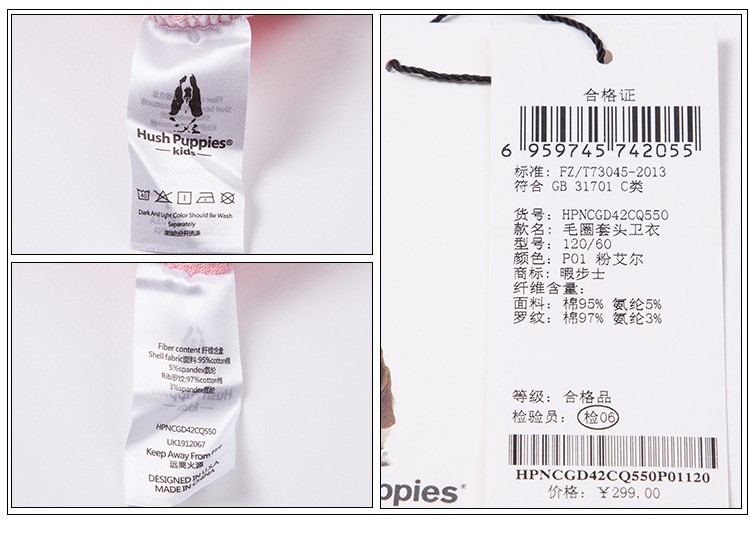 Hush Puppies®
kids
40
Dark And Light Color Should Be Wash
Separately
深浅色分开洗涤
Fiber content:纤维含量
Shell fabric面料:95%cotton棉
5%spandex氨纶
Rib罗纹:97%cotton棉
3%spandex氨纶
HPNCGD42CQ550
UK1912067
Keep Away From Fire
远离火源
DESIGNED IN U.S.A.
MADE IN CHINA
合格证
6 959745 742055
标准: FZ/T73045-2013
符合 GB 31701 C类
货号: HPNCGD42CQ550
款名: 毛圈套头卫衣
型号: 120/60
颜色: P01 粉艾尔
商标: 暇步士
纤维含量:
面料: 棉95% 氨纶5%
罗纹: 棉97% 氨纶3%
等级: 合格品
检验员: 检06
HPNCGD42CQ550P01120
价格: ¥299.00
ppies®